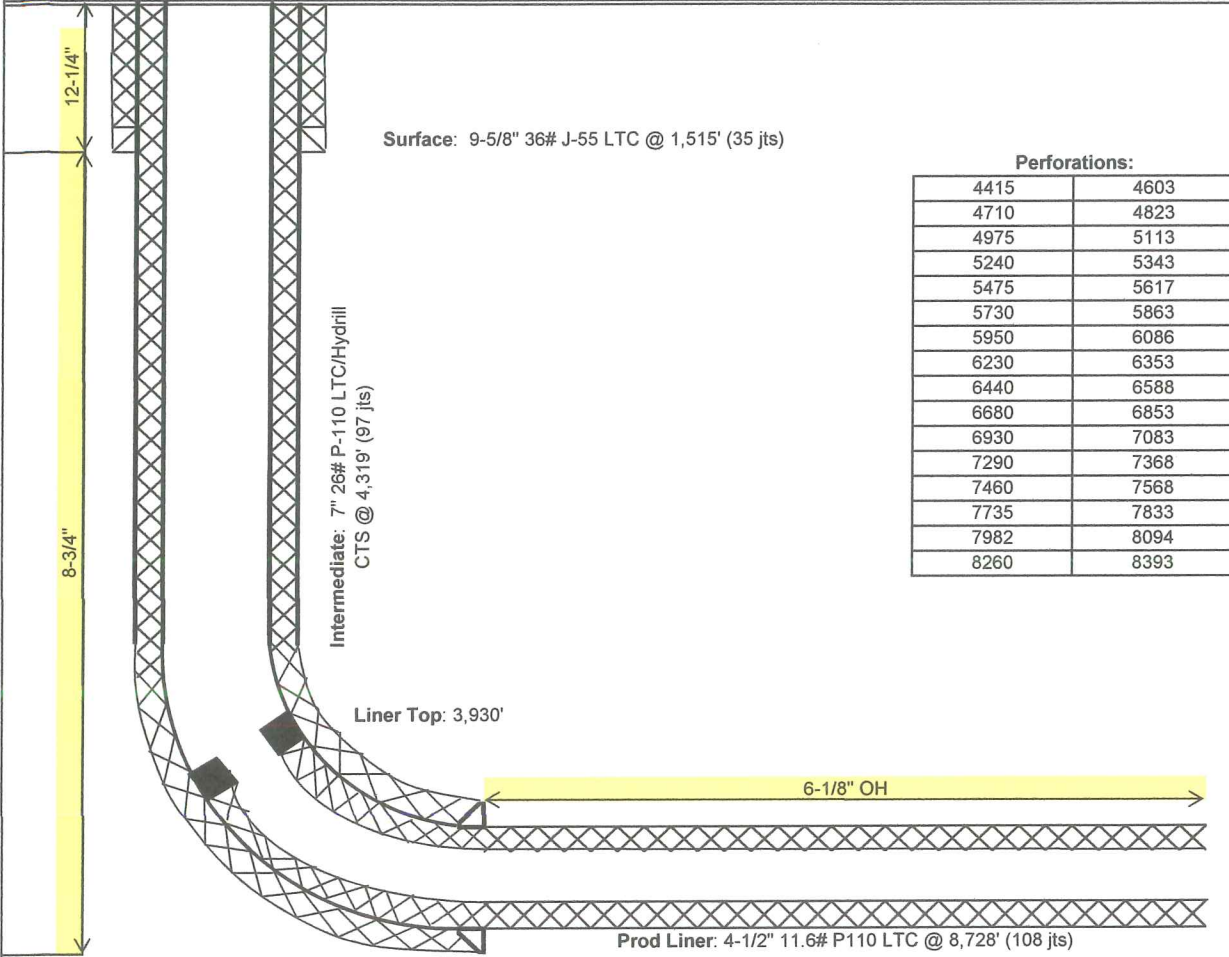 12-1/4"
Surface: 9-5/8" 36# J-55 LTC @ 1,515' (35 jts)
Perforations:
4415 4603
4710 4823
4975 5113
5240 5343
5475 5617
5730 5863
5950 6086
6230 6353
6440 6588
6680 6853
6930 7083
7290 7368
7460 7568
7735 7833
7982 8094
8260 8393
8-3/4"
Intermediate: 7" 26# P-110 LTC/Hydrill
CTS @ 4,319' (97 jts)
Liner Top: 3,930'
6-1/8" OH
Prod Liner: 4-1/2" 11.6# P110 LTC @ 8,728' (108 jts)